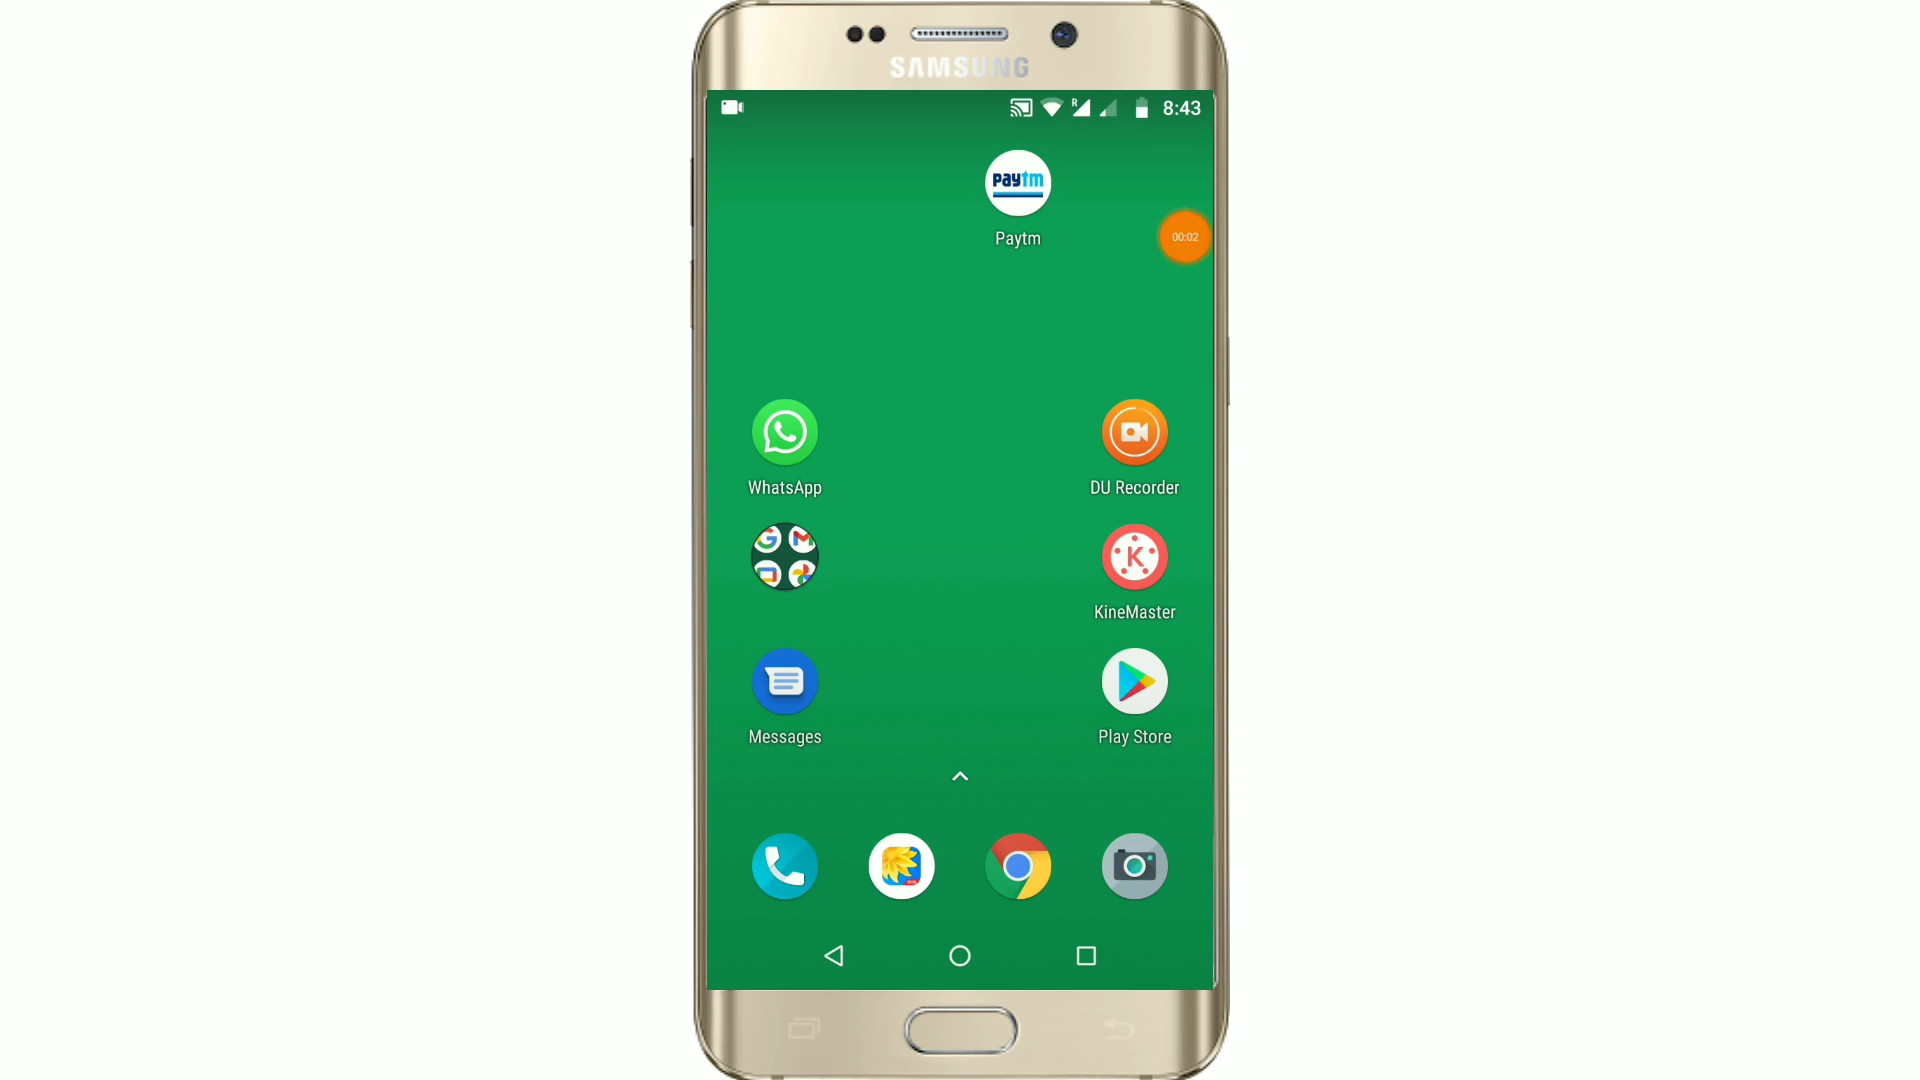 SAMSUNG
R
8:43
paytm
Paytm
00:02
WhatsApp
DU Recorder
K
KineMaster
Messages
Play Store